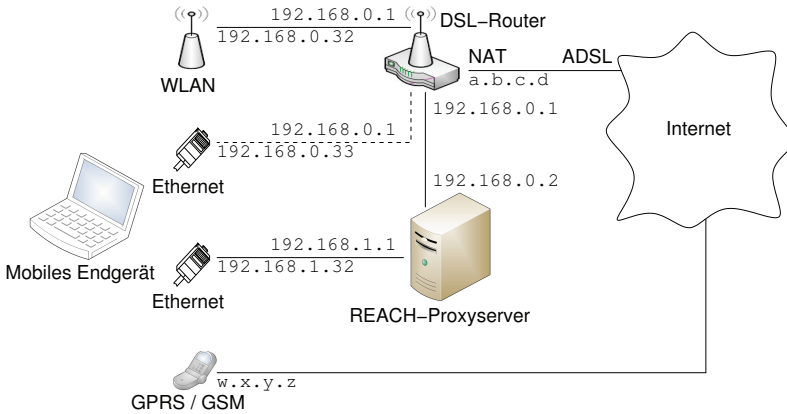 192.168.0.1
192.168.0.32
WLAN
DSL–Router
NAT
ADSL
a.b.c.d
192.168.0.1
Internet
192.168.0.1
192.168.0.33
Ethernet
192.168.0.2
Mobiles Endgerät
192.168.1.1
192.168.1.32
Ethernet
REACH–Proxyserver
w.x.y.z
GPRS / GSM